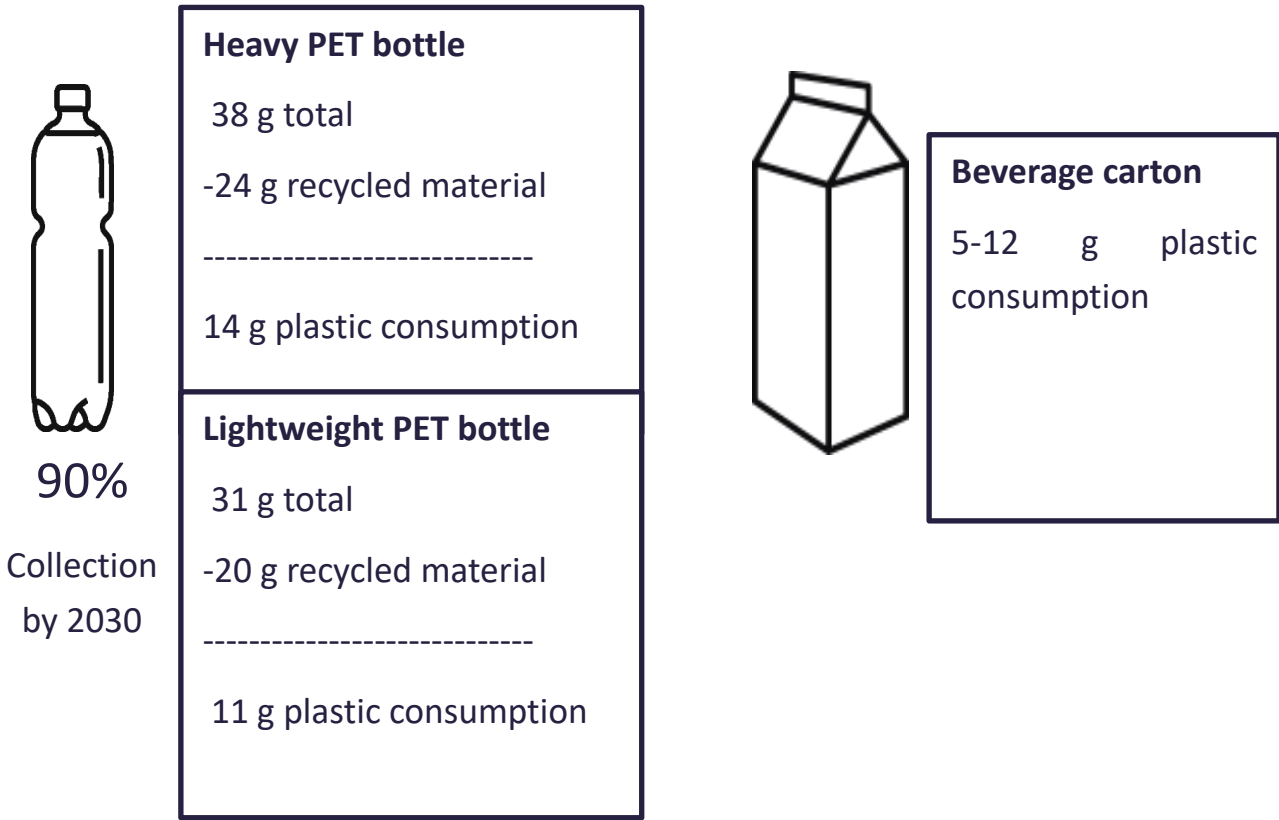 Heavy PET bottle
38 g total
-24 g recycled material
-----------------------------
14 g plastic consumption
90%
Collection
by 2030
Lightweight PET bottle
31 g total
-20 g recycled material
-----------------------------
11 g plastic consumption
Beverage carton
5-12 g plastic
consumption